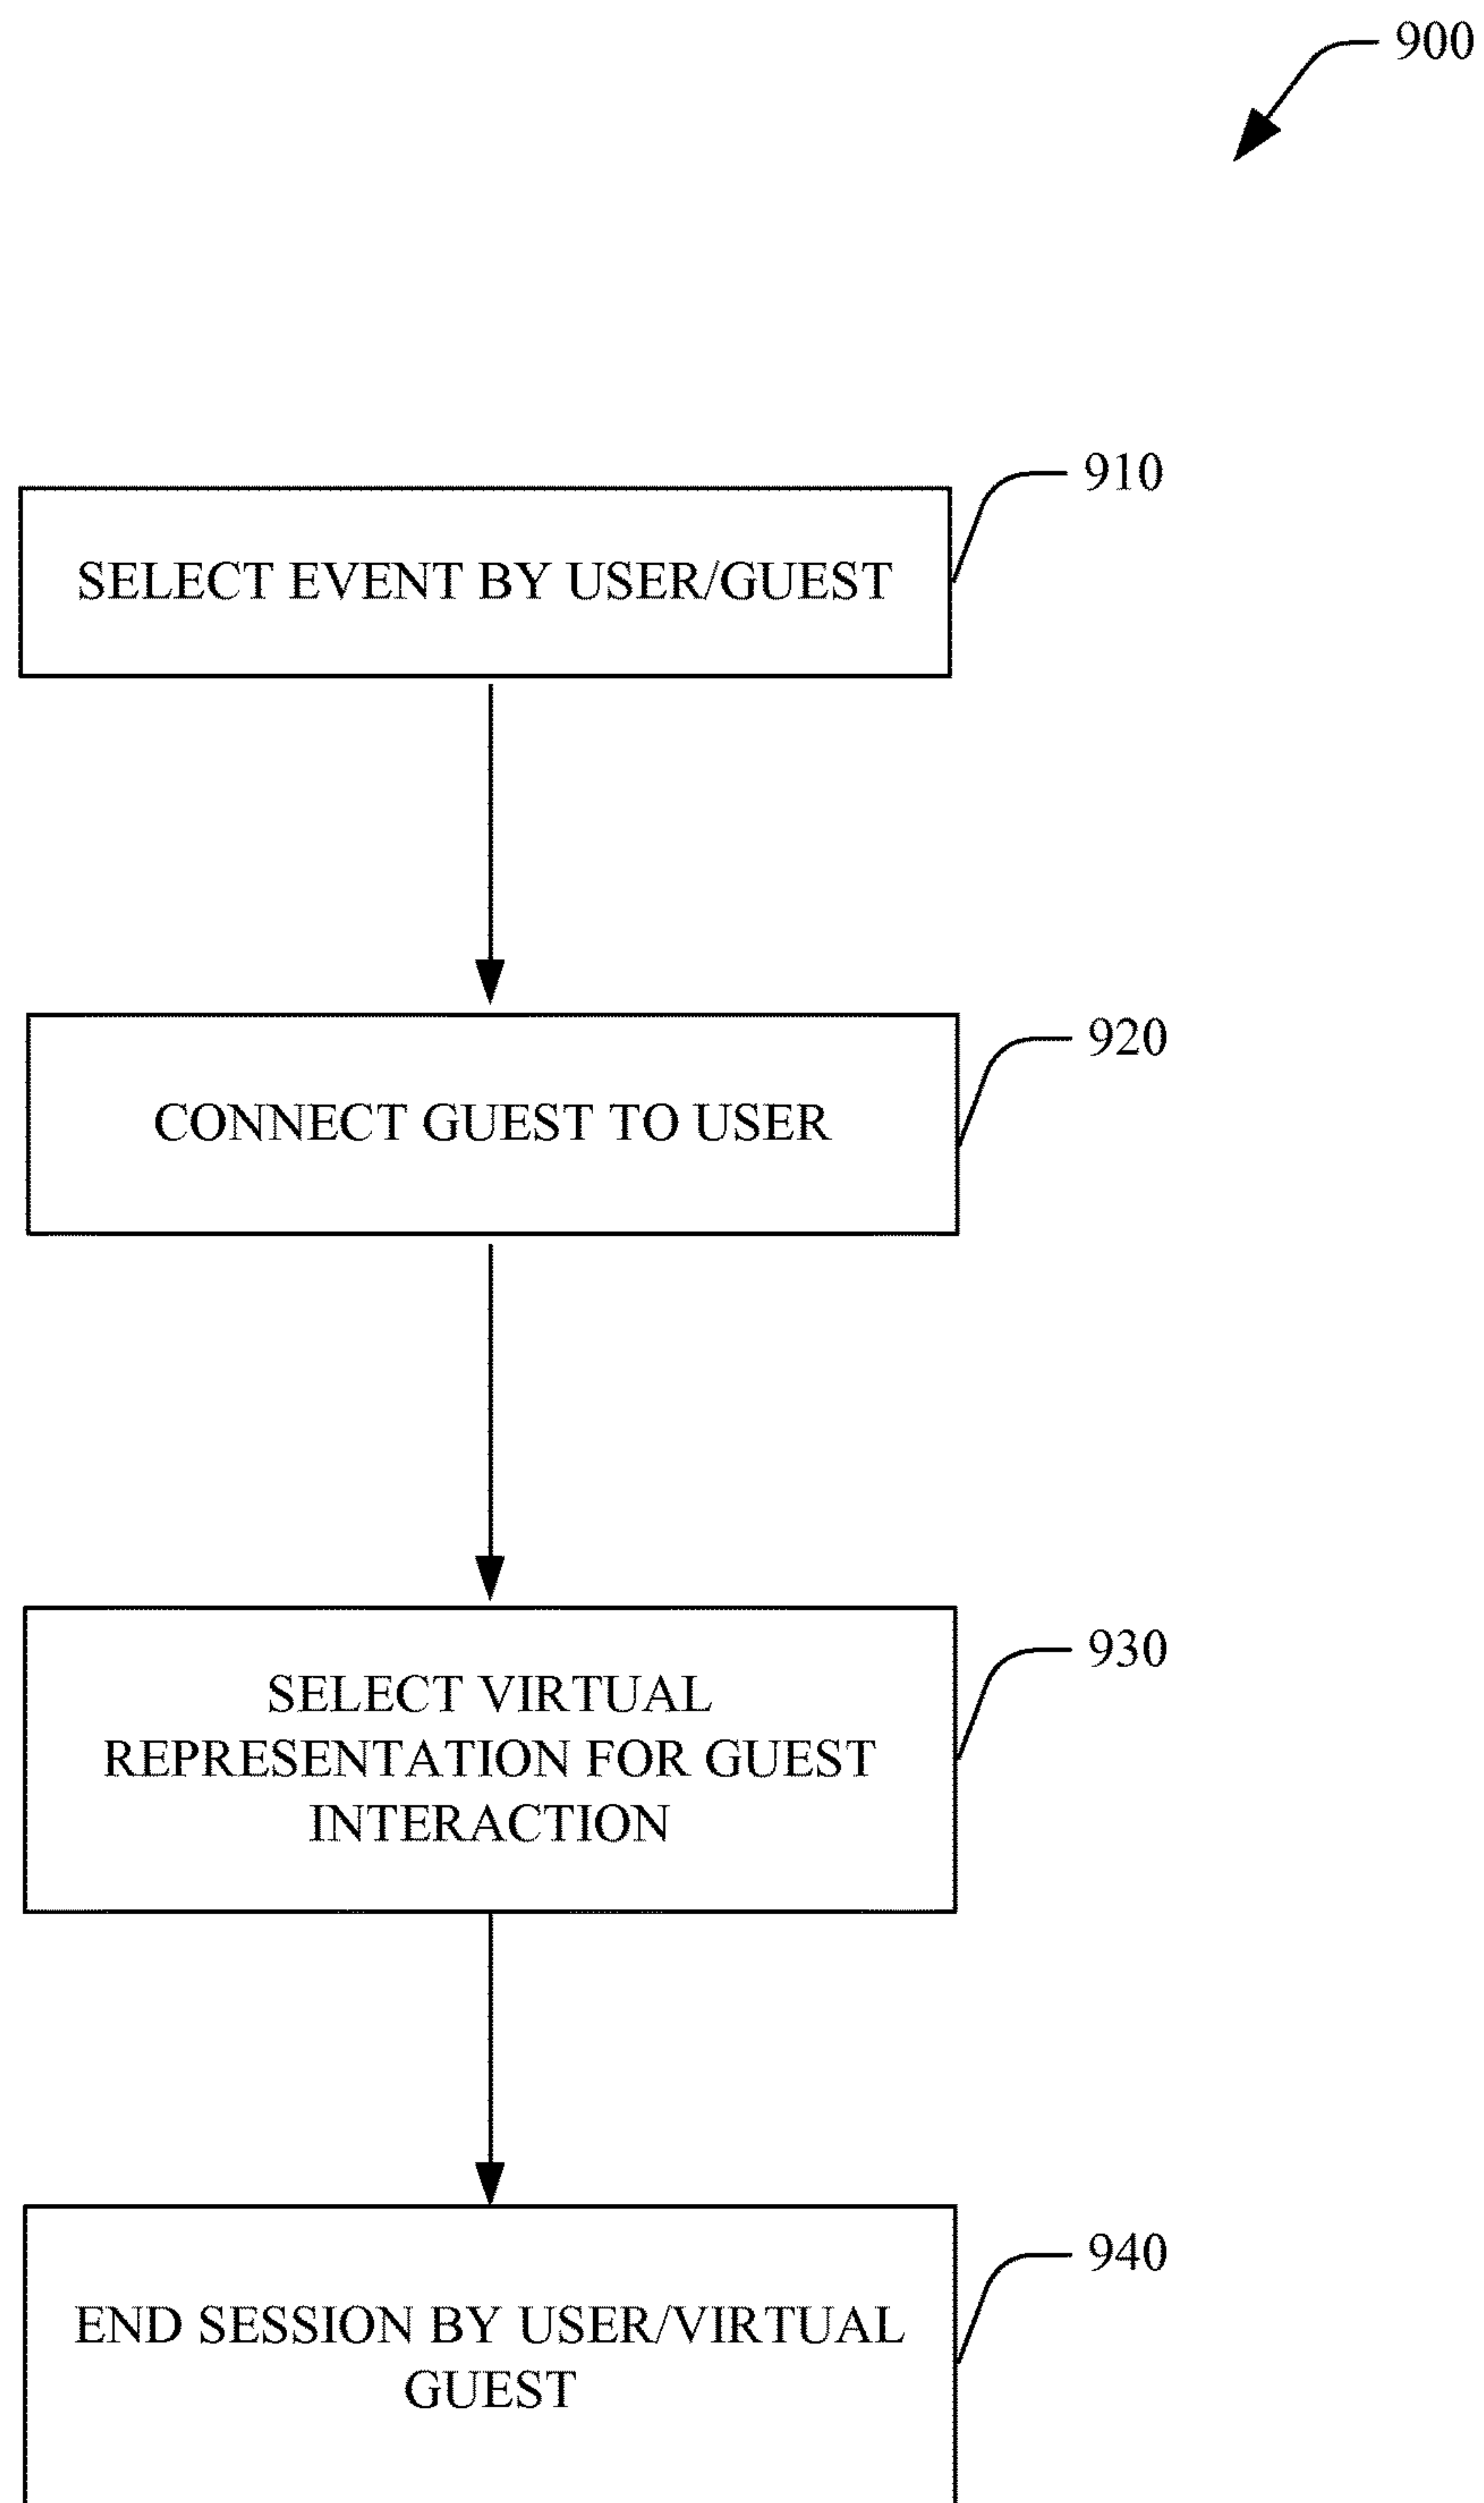 900
910
SELECT EVENT BY USER/GUEST
920
CONNECT GUEST TO USER
930
SELECT VIRTUAL
REPRESENTATION FOR GUEST
INTERACTION
940
END SESSION BY USER/VIRTUAL
GUEST